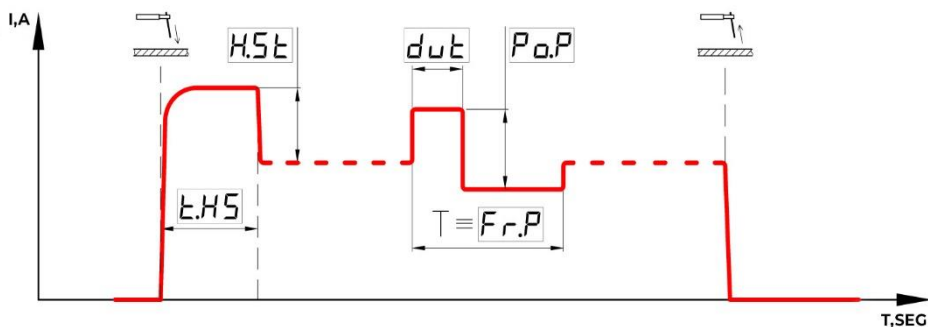 I,A
H.St
dut
Po.P
t.HS
T ≡ Fr.P
T,SEG